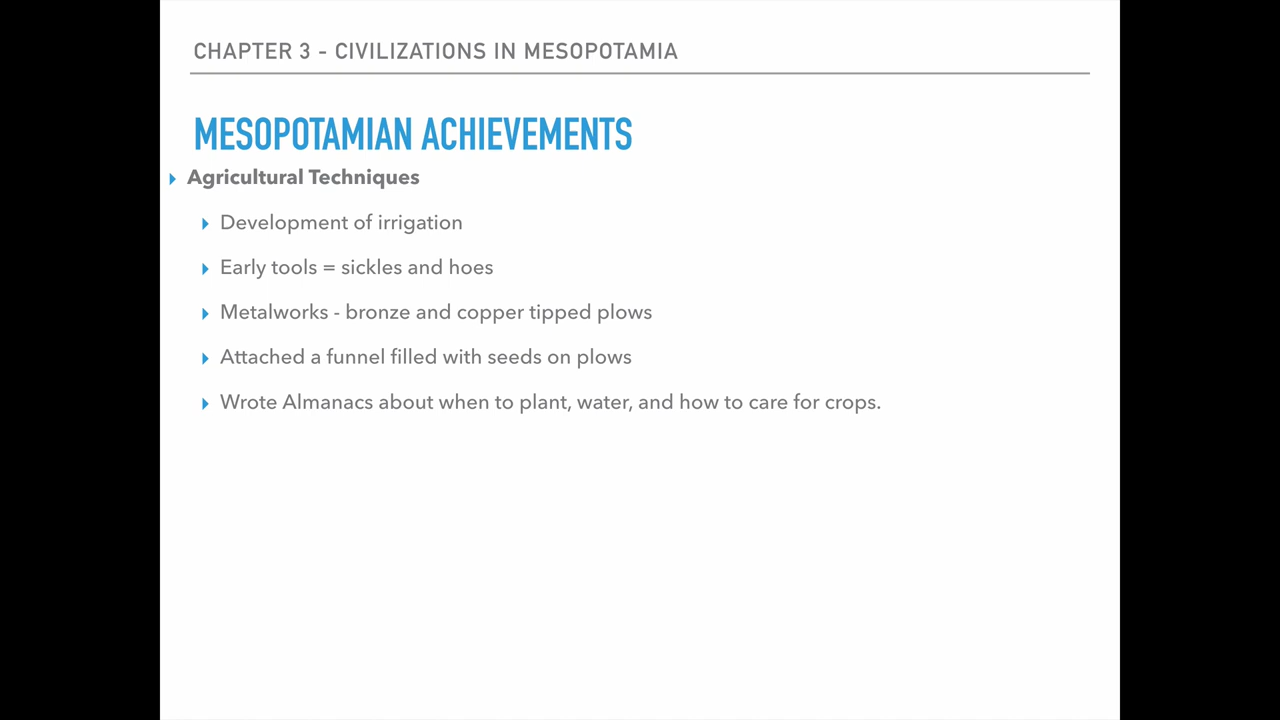 CHAPTER 3 - CIVILIZATIONS IN MESOPOTAMIA
MESOPOTAMIAN ACHIEVEMENTS
Agricultural Techniques
Development of irrigation
Early tools = sickles and hoes
Metalworks - bronze and copper tipped plows
Attached a funnel filled with seeds on plows
Wrote Almanacs about when to plant, water, and how to care for crops.